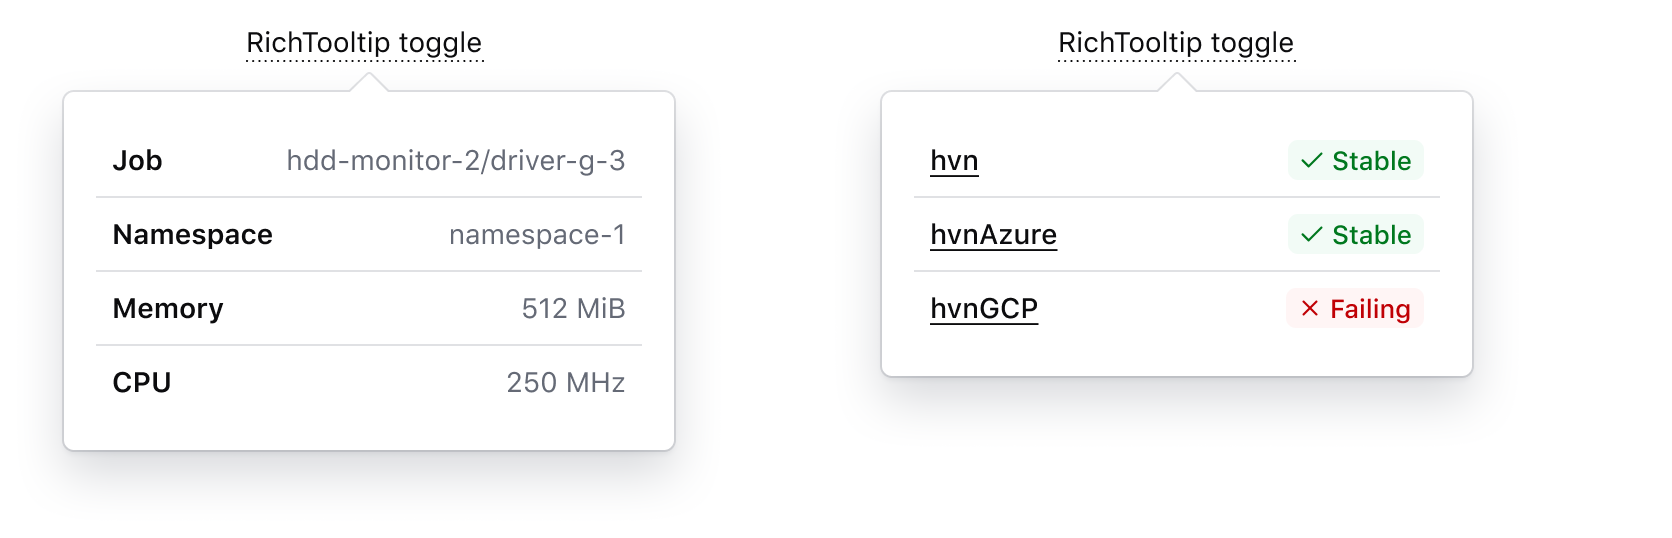 RichTooltip toggle
Job hdd-monitor-2/driver-g-3
Namespace namespace-1
Memory 512 MiB
CPU 250 MHz
RichTooltip toggle
hvn Stable
hvnAzure Stable
hvnGCP Failing